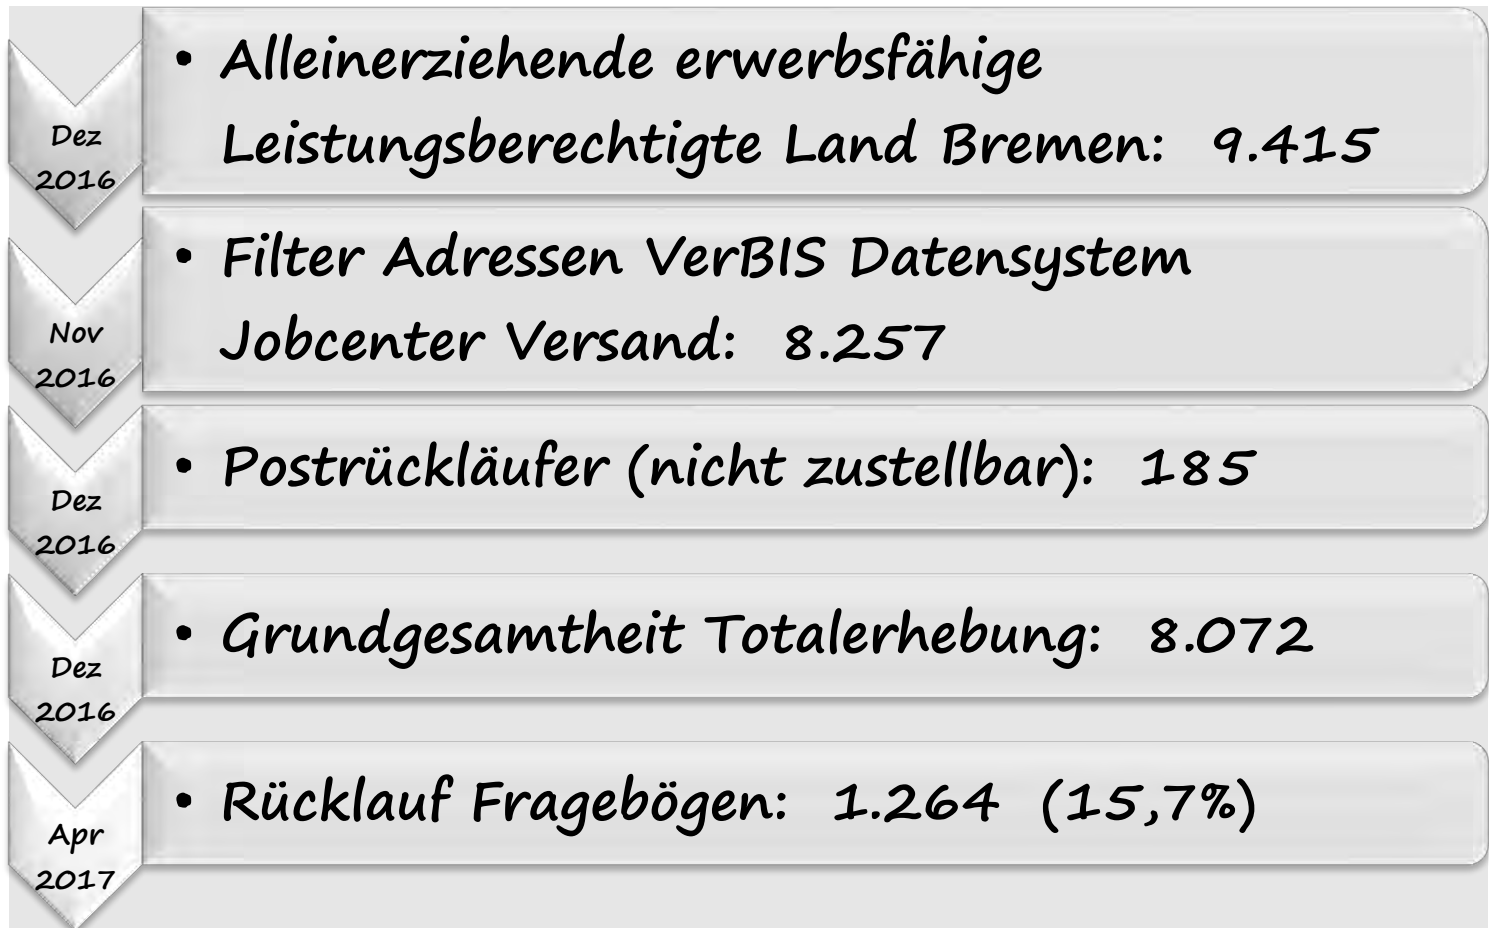 Dez
2016
• Alleinerziehende erwerbsfähige
Leistungsberechtigte Land Bremen: 9.415
Nov
2016
• Filter Adressen VerBIS Datensystem
Jobcenter Versand: 8.257
Dez
2016
• Postrückläufer (nicht zustellbar): 185
Dez
2016
• Grundgesamtheit Totalerhebung: 8.072
Apr
2017
• Rücklauf Fragebögen: 1.264 (15,7%)